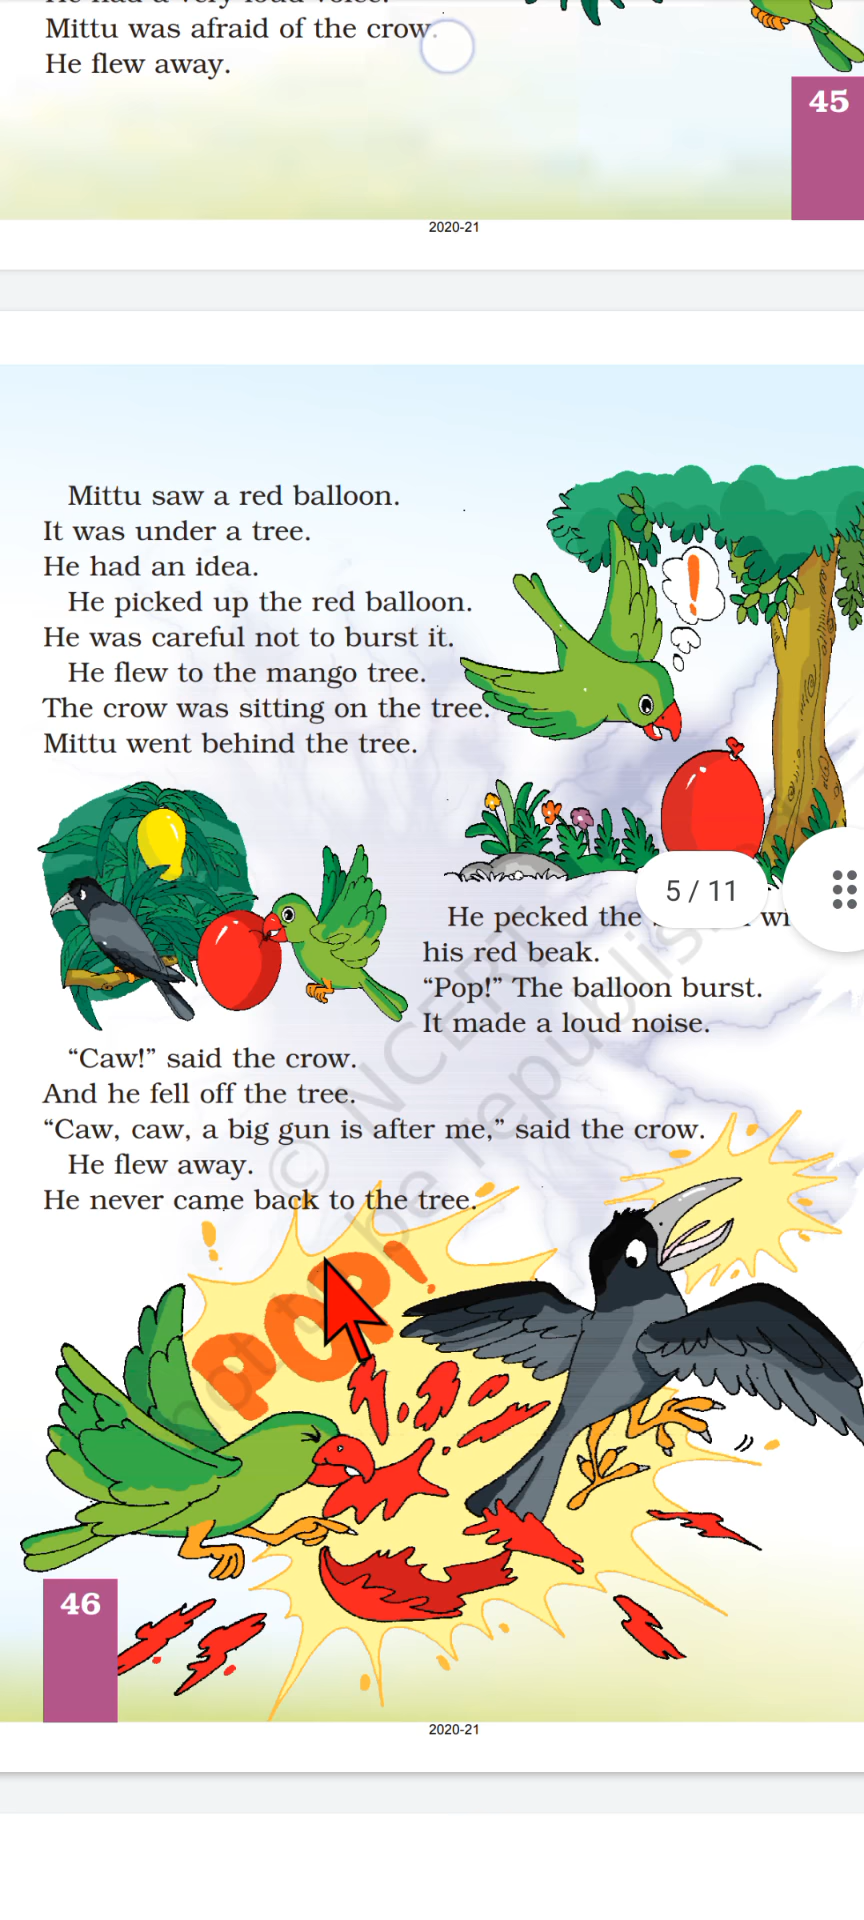 Mittu was afraid of the crow.
He flew away.
45
2020-21
Mittu saw a red balloon.
It was under a tree.
He had an idea.
He picked up the red balloon.
He was careful not to burst it.
He flew to the mango tree.
The crow was sitting on the tree.
Mittu went behind the tree.
!
5 / 11
He pecked the
his red beak.
"Pop!" The balloon burst.
It made a loud noise.
"Caw!" said the crow.
And he fell off the tree.
"Caw, caw, a big gun is after me," said the crow.
He flew away.
He never came back to the tree.
POP!
© NCERT
not to be republished
46
2020-21